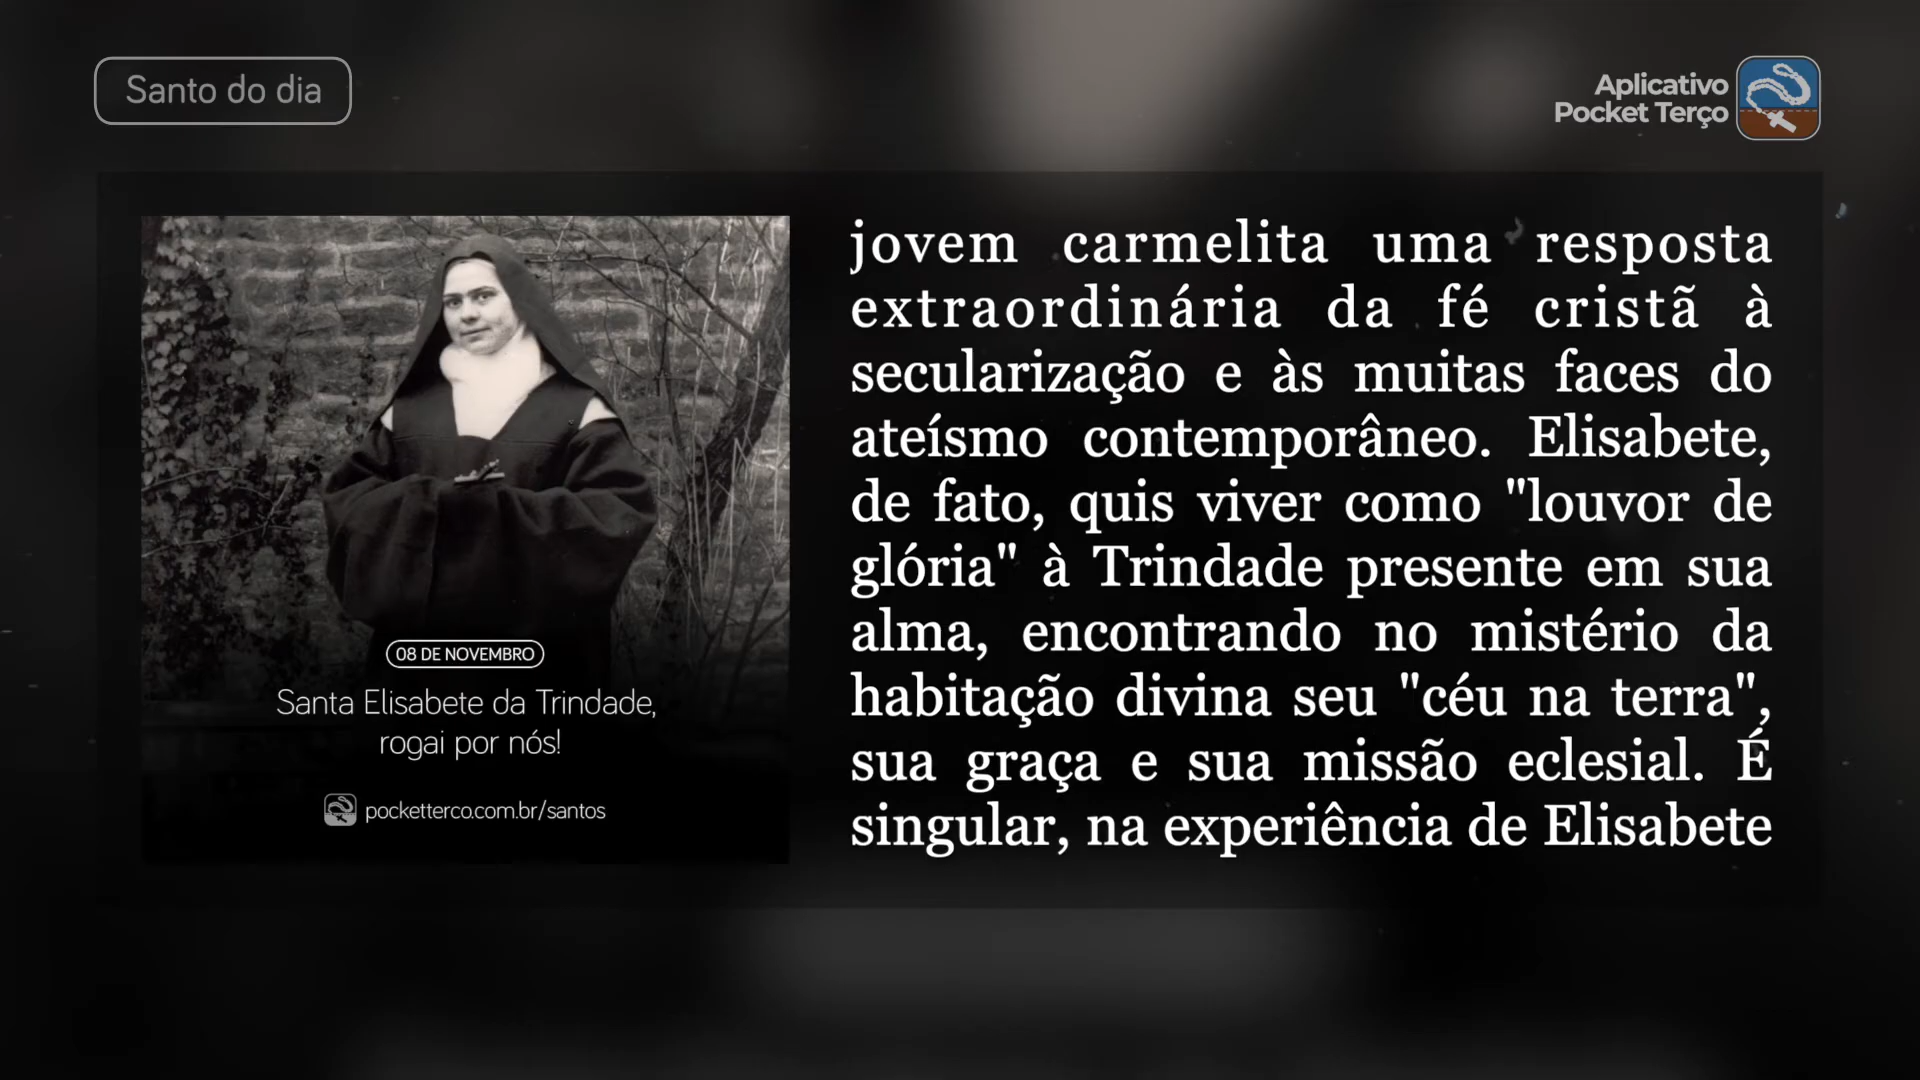 Santo do dia
Aplicativo
Pocket Terço
jovem carmelita uma resposta
extraordinária da fé cristã à
secularização e às muitas faces do
ateísmo contemporâneo. Elisabete,
de fato, quis viver como "louvor de
glória" à Trindade presente em sua
alma, encontrando no mistério da
habitação divina seu "céu na terra",
sua graça e sua missão eclesial. É
singular, na experiência de Elisabete
08 DE NOVEMBRO
Santa Elisabete da Trindade,
rogai por nós!
pocketterco.com.br/santos